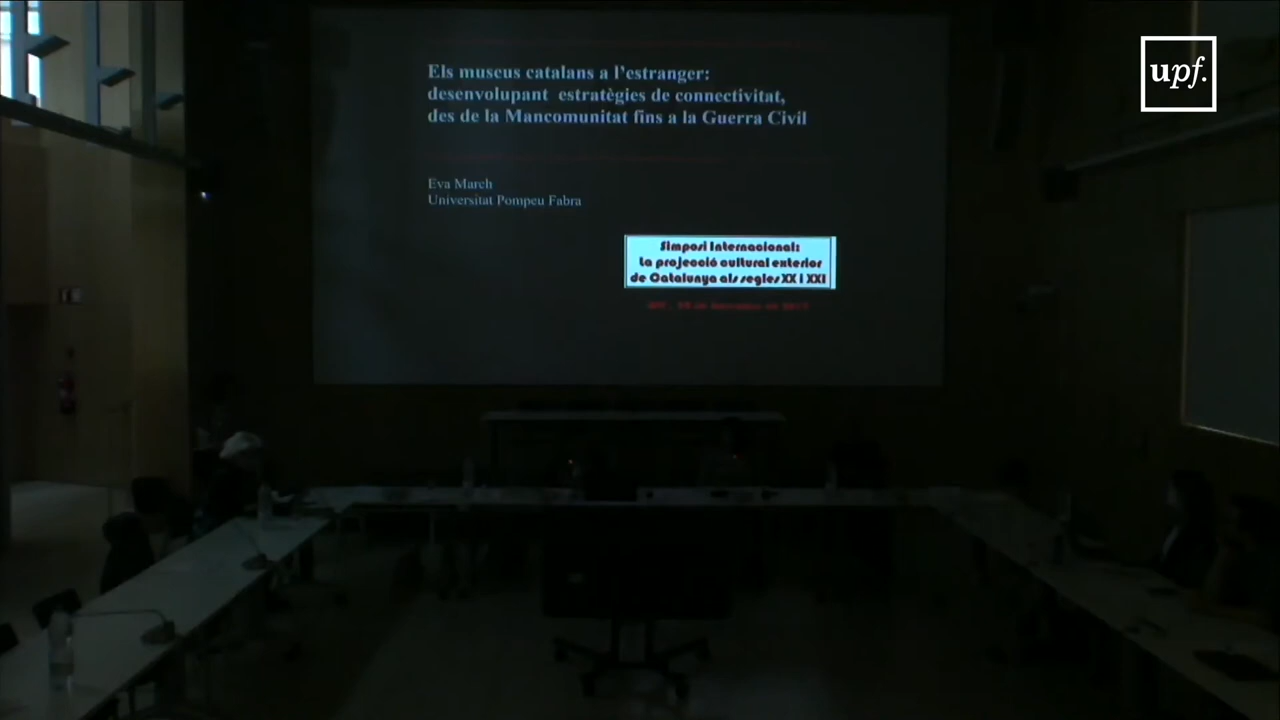 Els museus catalans a l'estranger:
desenvolupant estratègies de connectivitat,
des de la Mancomunitat fins a la Guerra Civil
Eva March
Universitat Pompeu Fabra
Simposi Internacional:
La projecció cultural exterior
de Catalunya als segles XX i XXI
upf.